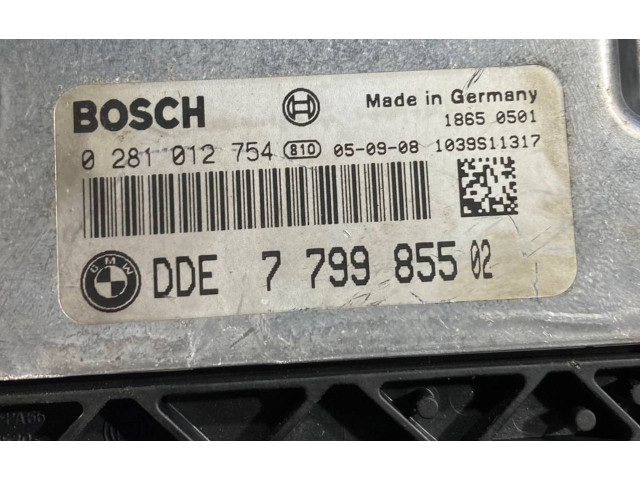 BOSCH
Made in Germany
1865 0501
0 281 012 754 810 05-09-08 1039S11317
BMW
DDE 7 799 855 02